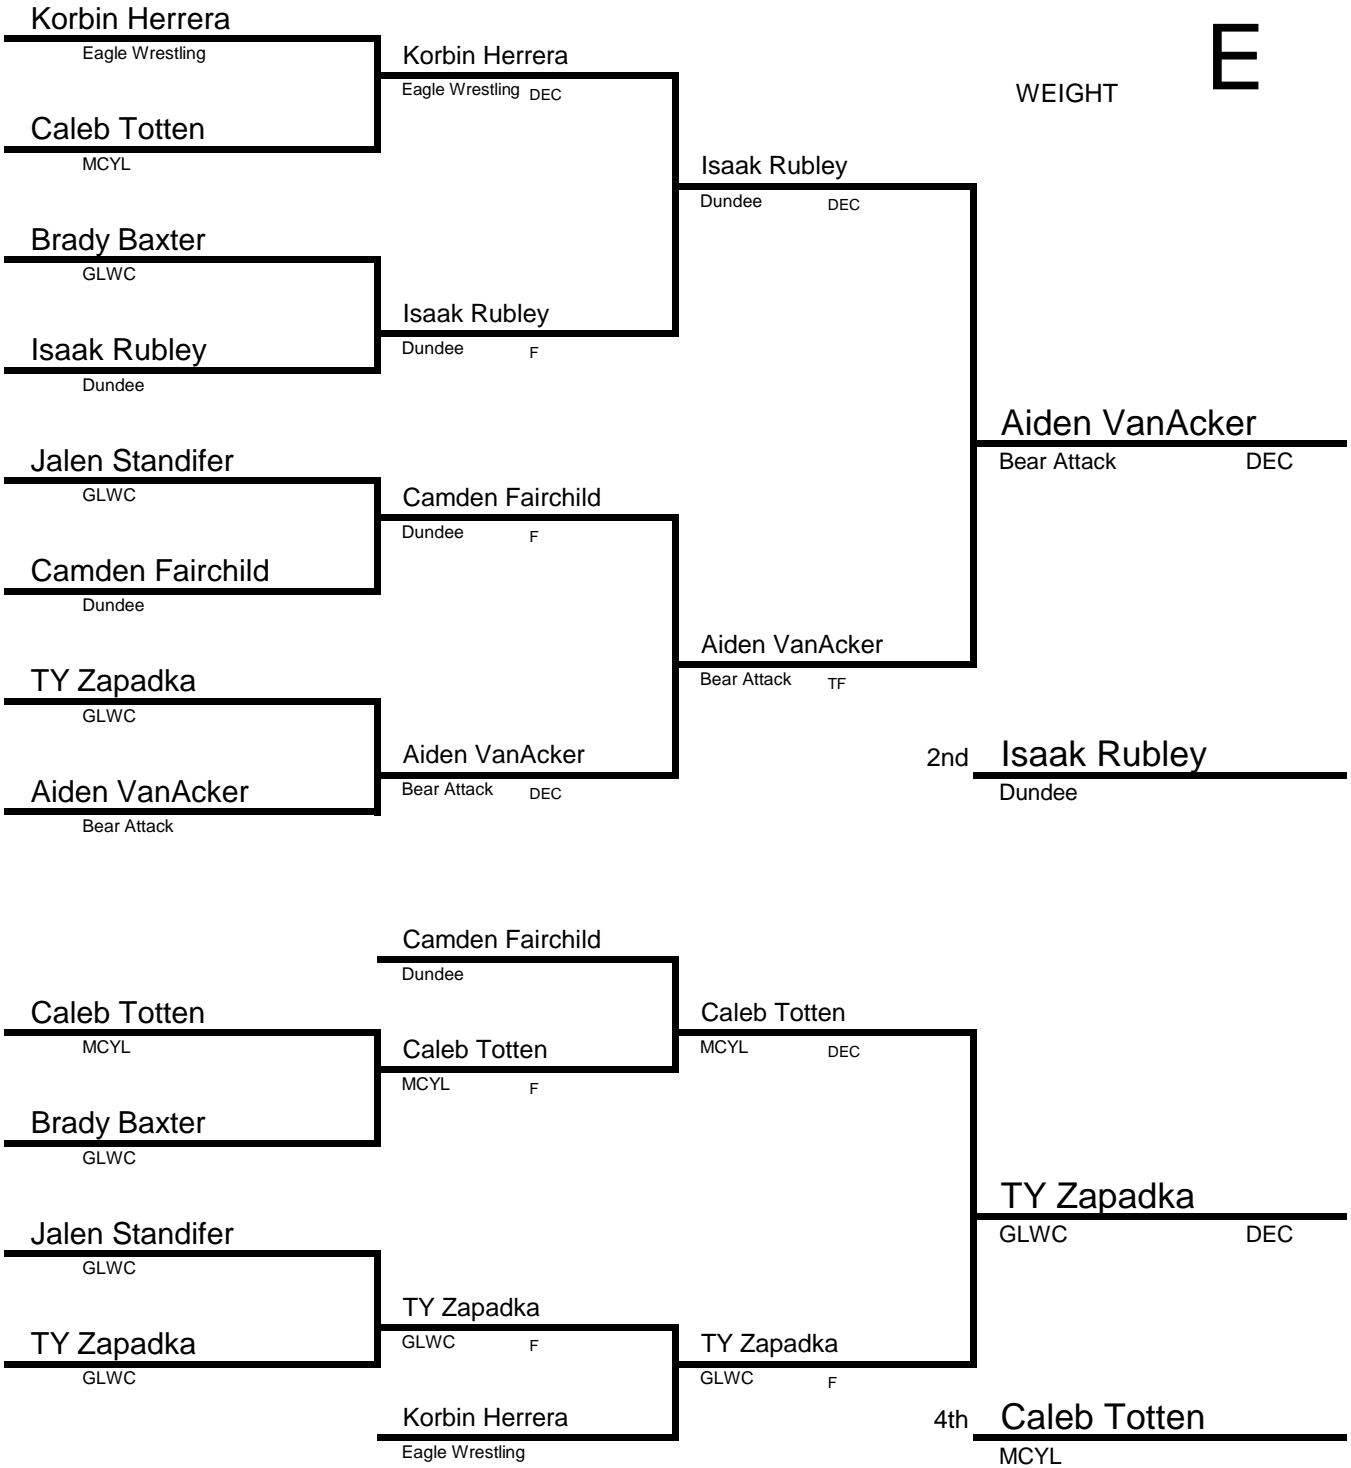 Korbin Herrera
Eagle Wrestling
Korbin Herrera
Eagle Wrestling DEC
E
WEIGHT
Caleb Totten
MCYL
Isaak Rubley
Dundee DEC
Brady Baxter
GLWC
Isaak Rubley
Dundee F
Isaak Rubley
Dundee
Aiden VanAcker
Bear Attack DEC
Jalen Standifer
GLWC
Camden Fairchild
Dundee F
Camden Fairchild
Dundee
Aiden VanAcker
Bear Attack TF
TY Zapadka
GLWC
Aiden VanAcker
Bear Attack DEC
2nd Isaak Rubley
Dundee
Aiden VanAcker
Bear Attack
Camden Fairchild
Dundee
Caleb Totten
MCYL
Caleb Totten
MCYL DEC
Caleb Totten
MCYL F
Brady Baxter
GLWC
TY Zapadka
GLWC DEC
Jalen Standifer
GLWC
TY Zapadka
GLWC F
TY Zapadka
GLWC
TY Zapadka
GLWC F
Korbin Herrera
Eagle Wrestling
4th Caleb Totten
MCYL